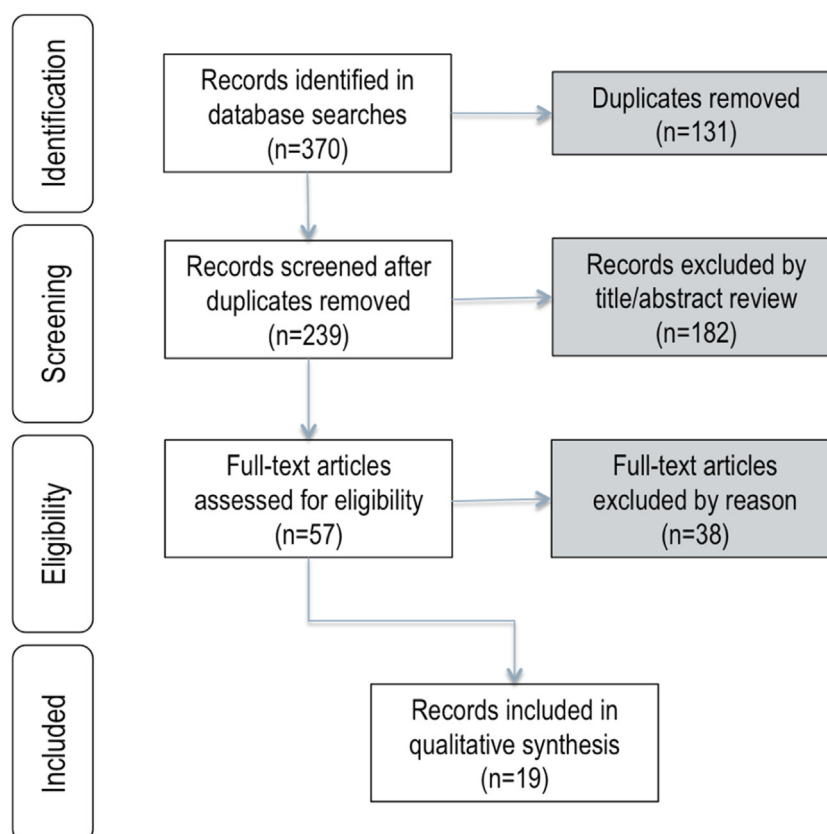 Identification
Records identified in
database searches
(n=370)
Duplicates removed
(n=131)
Screening
Records screened after
duplicates removed
(n=239)
Records excluded by
title/abstract review
(n=182)
Eligibility
Full-text articles
assessed for eligibility
(n=57)
Full-text articles
excluded by reason
(n=38)
Included
Records included in
qualitative synthesis
(n=19)